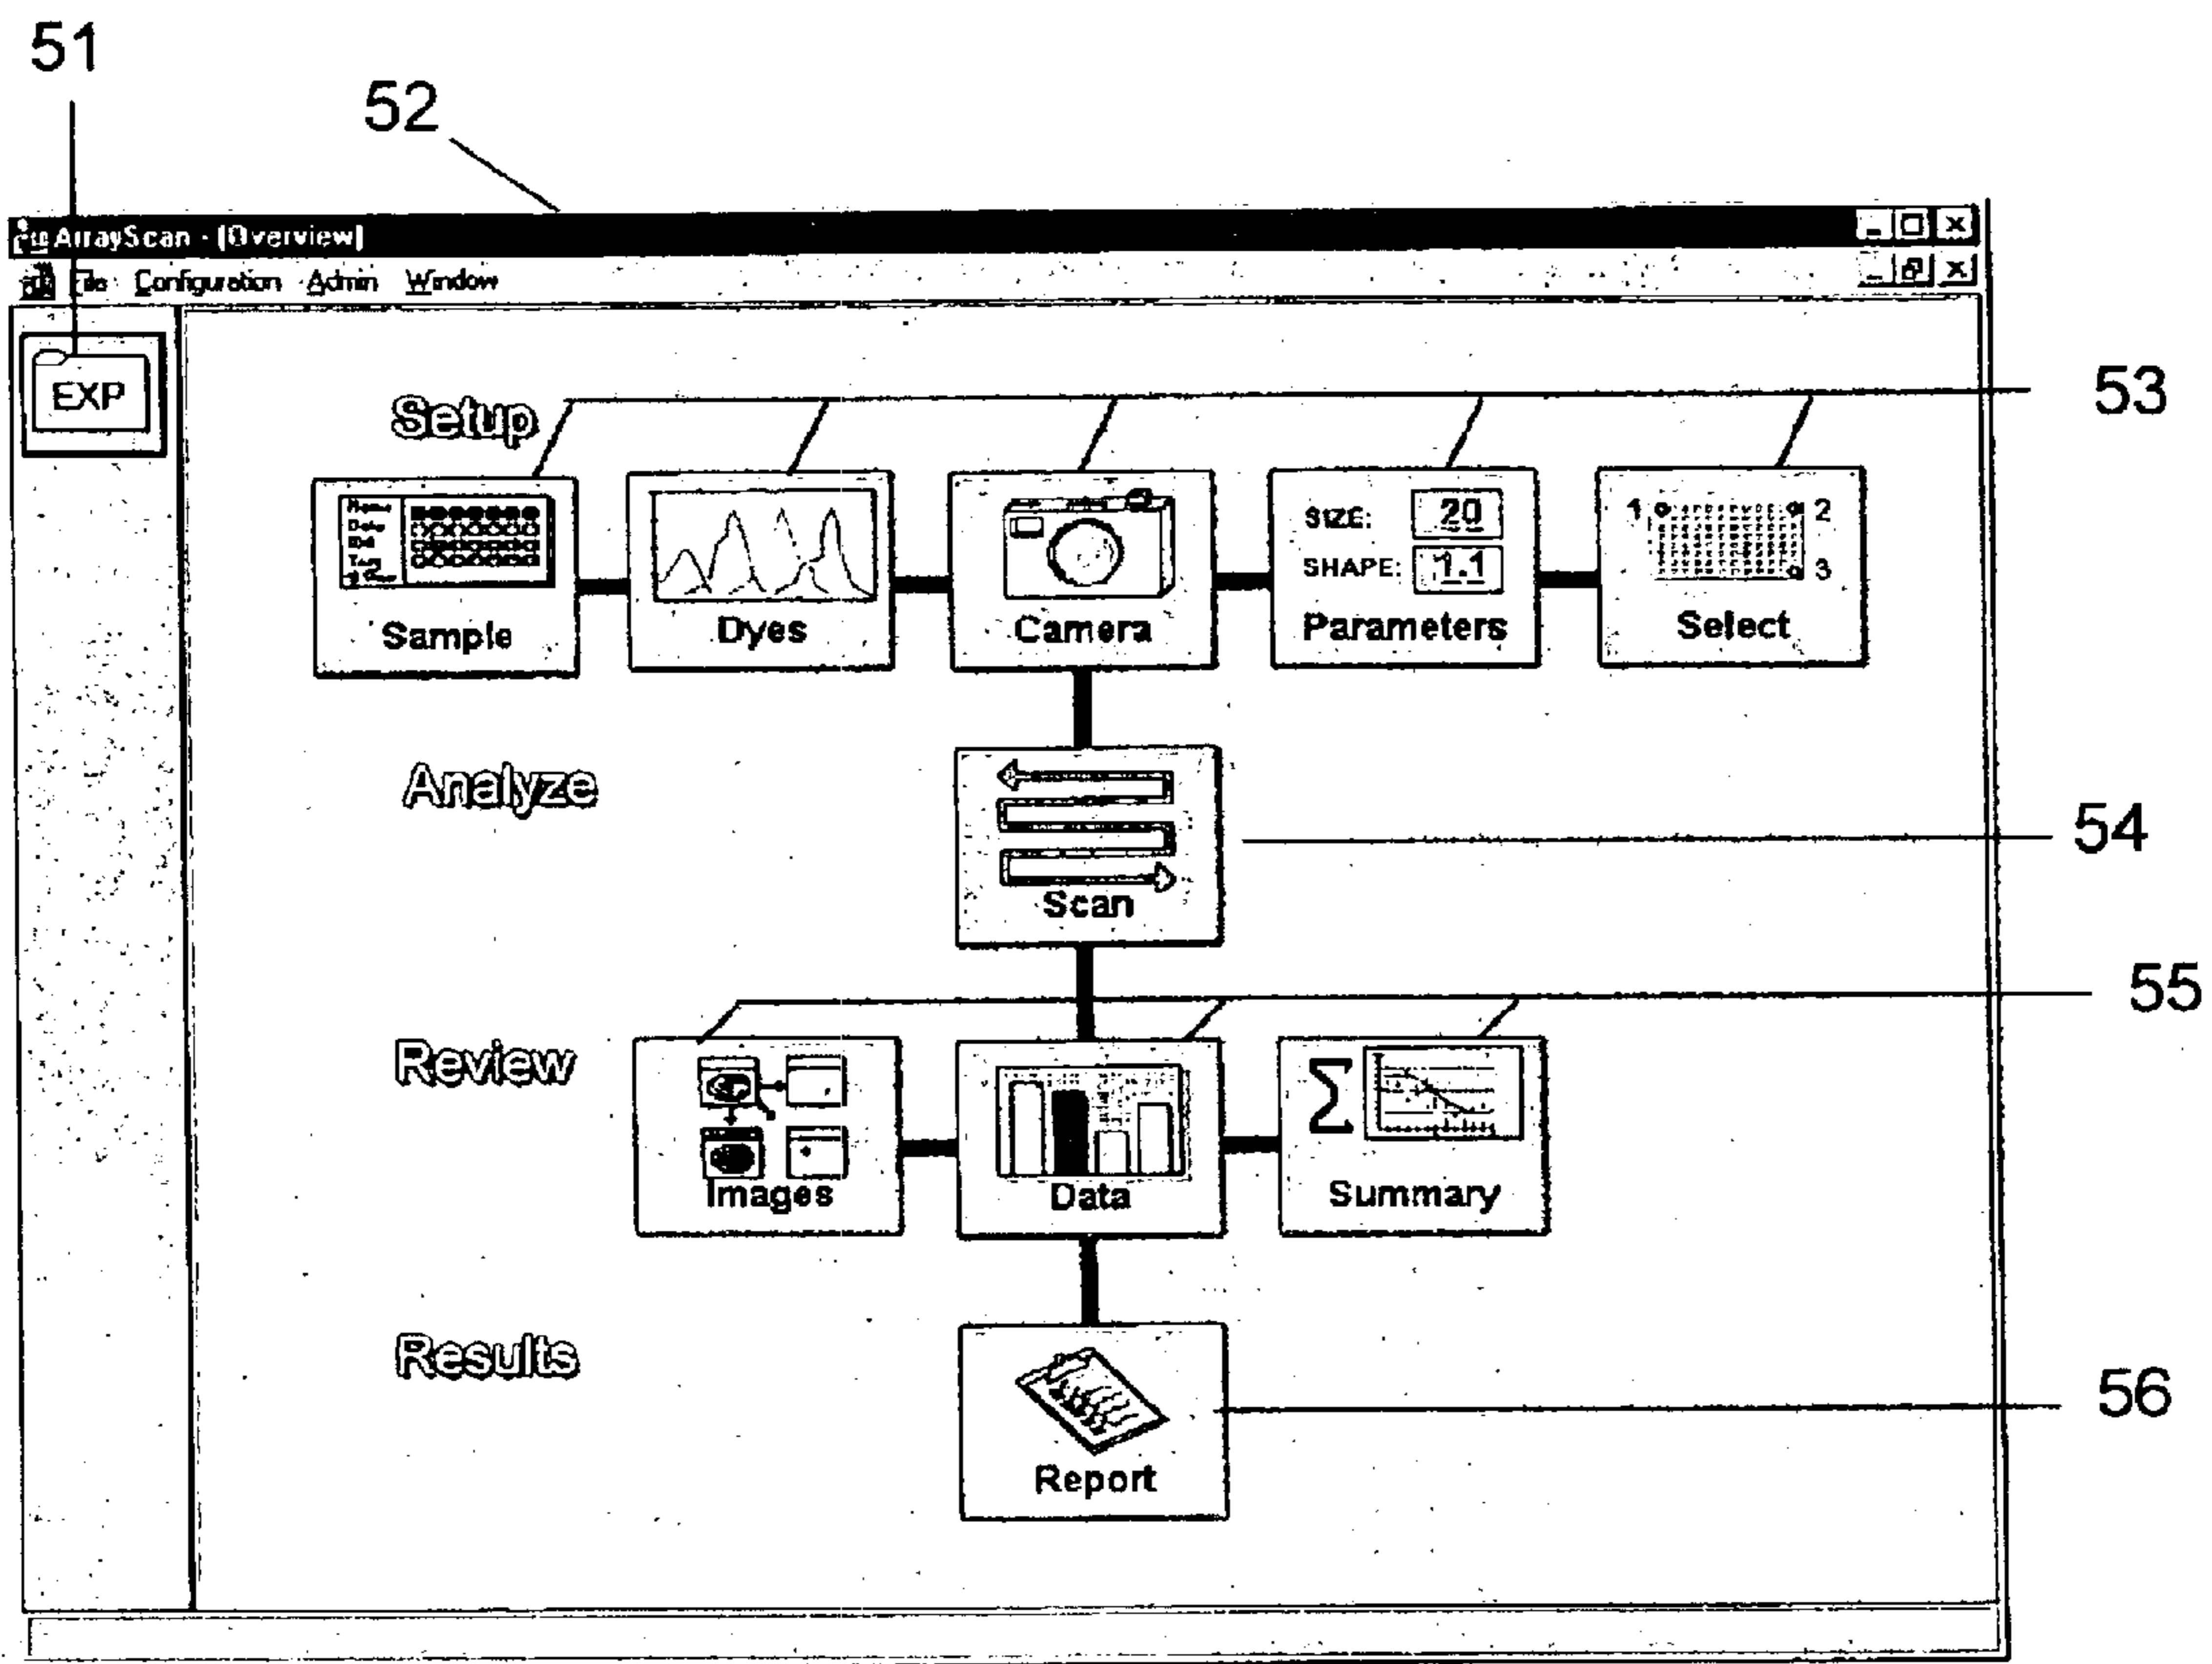 51
52
ArrayScan - [Overview]
File Configuration Admin Window
EXP
Setup
53
SIZE: 20
SHAPE: 1.1
1 2
3
Sample Dyes Camera Parameters Select
Analyze
54
Scan
55
Review
Σ
Images Data Summary
Results
56
Report